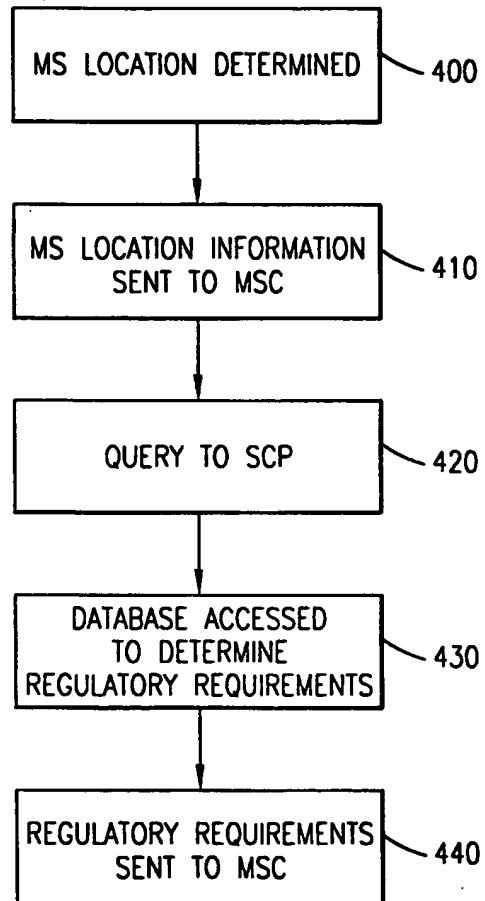 MS LOCATION DETERMINED
400
MS LOCATION INFORMATION
SENT TO MSC
410
QUERY TO SCP
420
DATABASE ACCESSED
TO DETERMINE
REGULATORY REQUIREMENTS
430
REGULATORY REQUIREMENTS
SENT TO MSC
440